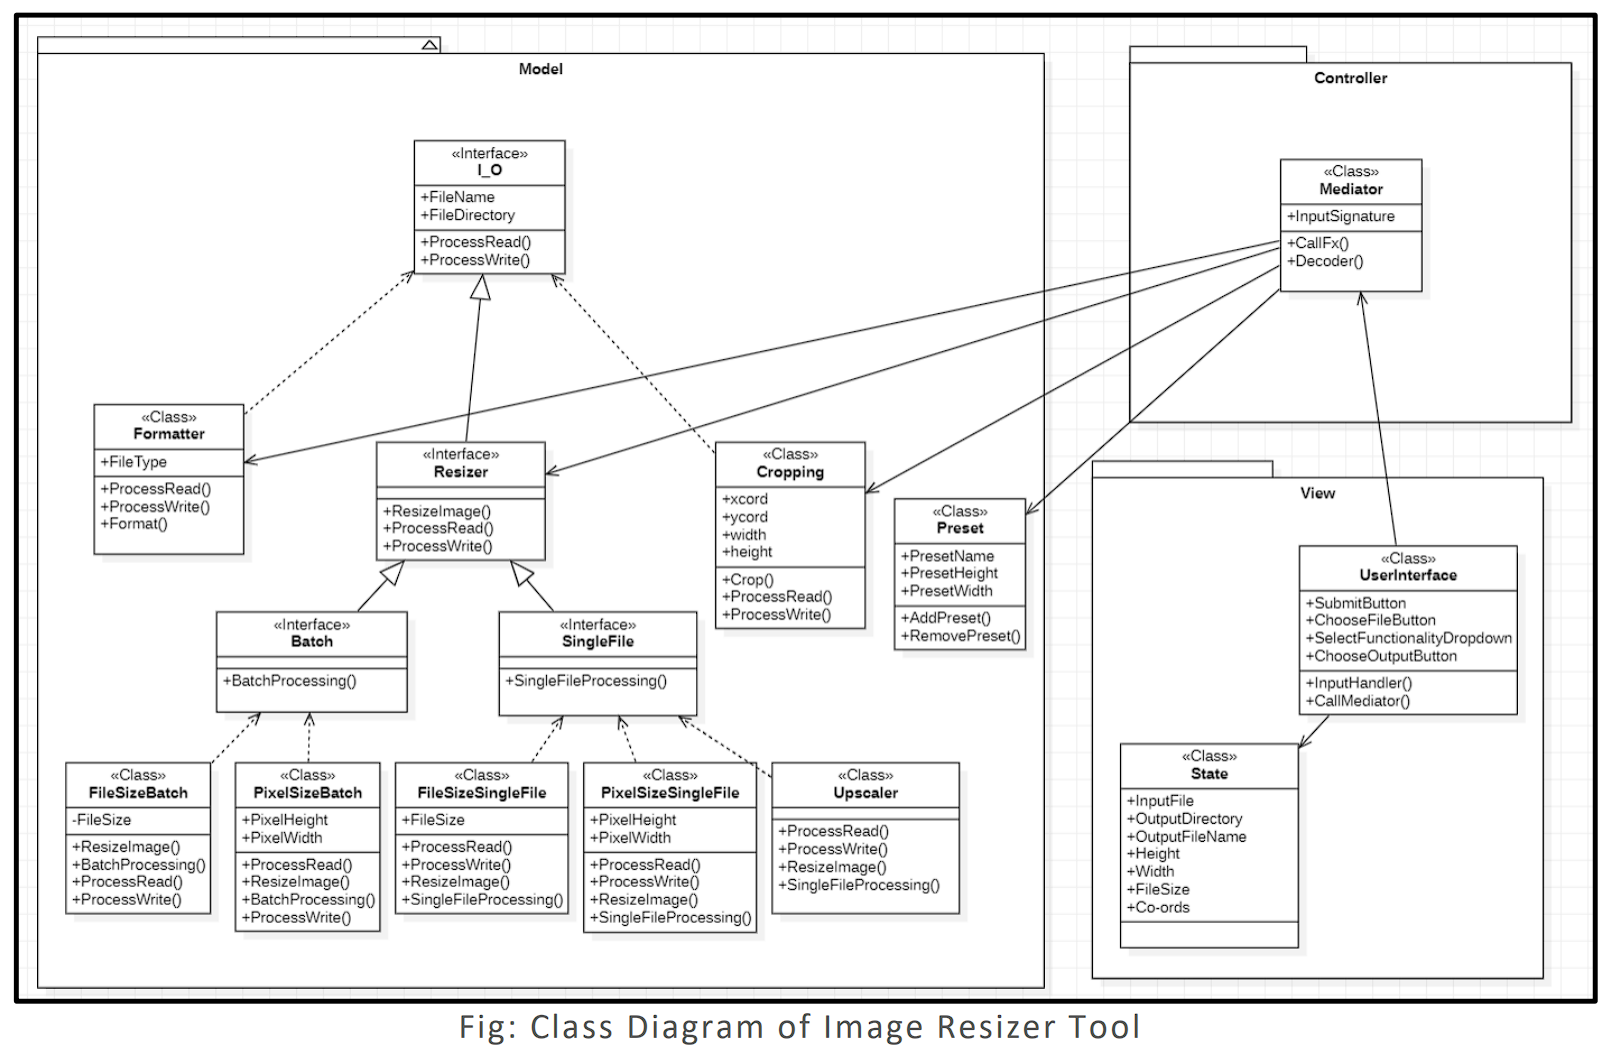 Model
«Interface»
I_O
+FileName
+FileDirectory
+ProcessRead()
+ProcessWrite()
«Class»
Formatter
+FileType
+ProcessRead()
+ProcessWrite()
+Format()
«Interface»
Resizer
+ResizeImage()
+ProcessRead()
+ProcessWrite()
«Class»
Cropping
+xcord
+ycord
+width
+height
+Crop()
+ProcessRead()
+ProcessWrite()
«Class»
Preset
+PresetName
+PresetHeight
+PresetWidth
+AddPreset()
+RemovePreset()
«Interface»
Batch
+BatchProcessing()
«Interface»
SingleFile
+SingleFileProcessing()
«Class»
FileSizeBatch
-FileSize
+ResizeImage()
+BatchProcessing()
+ProcessRead()
+ProcessWrite()
«Class»
PixelSizeBatch
+PixelHeight
+PixelWidth
+ProcessRead()
+ResizeImage()
+BatchProcessing()
+ProcessWrite()
«Class»
FileSizeSingleFile
+FileSize
+ProcessRead()
+ProcessWrite()
+ResizeImage()
+SingleFileProcessing()
«Class»
PixelSizeSingleFile
+PixelHeight
+PixelWidth
+ProcessRead()
+ProcessWrite()
+ResizeImage()
+SingleFileProcessing()
«Class»
Upscaler
+ProcessRead()
+ProcessWrite()
+ResizeImage()
+SingleFileProcessing()
Controller
«Class»
Mediator
+InputSignature
+CallFx()
+Decoder()
View
«Class»
UserInterface
+SubmitButton
+ChooseFileButton
+SelectFunctionalityDropdown
+ChooseOutputButton
+InputHandler()
+CallMediator()
«Class»
State
+InputFile
+OutputDirectory
+OutputFileName
+Height
+Width
+FileSize
+Co-ords
Fig: Class Diagram of Image Resizer Tool